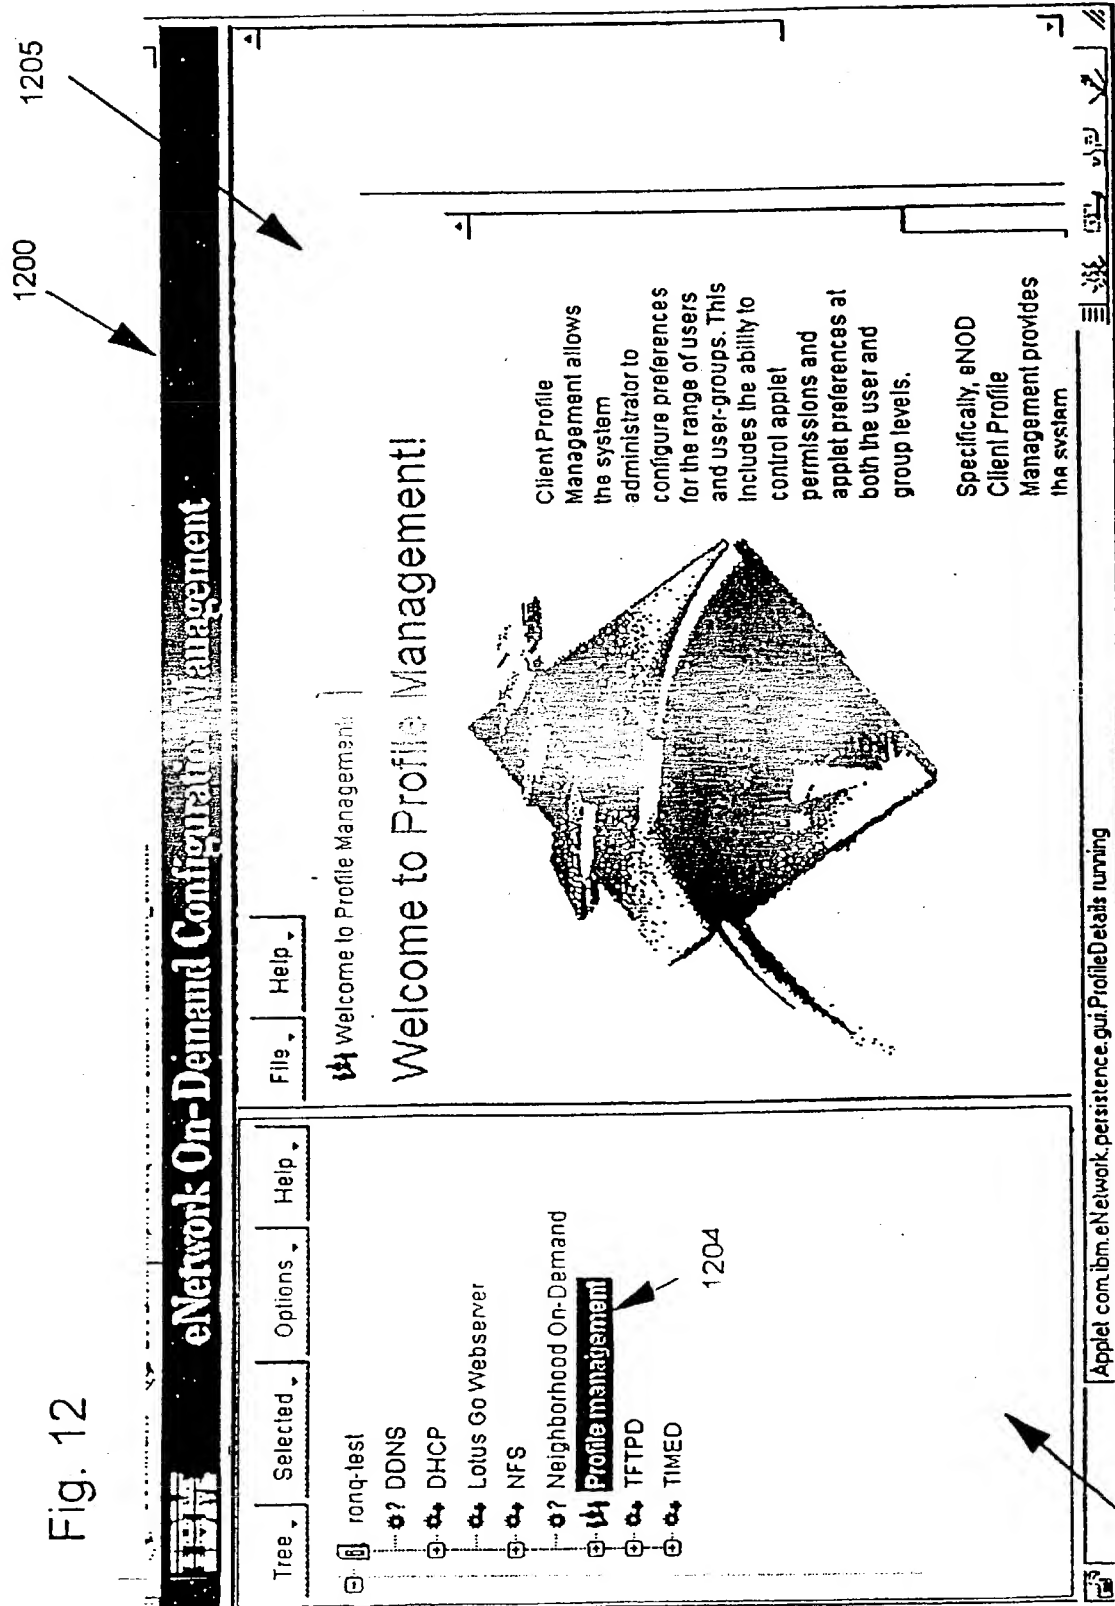 Fig. 12
1200
1205
IBM
eNetwork On-Demand Configuration Management
Tree
Selected
Options
Help
ronq-test
? DDNS
DHCP
Lotus Go Webserver
NFS
? Neighborhood On-Demand
Profile management
TFTPD
TIMED
1204
File
Help
Welcome to Profile Management
Welcome to Profile Management!
Client Profile
Management allows
the system
administrator to
configure preferences
for the range of users
and user-groups. This
includes the ability to
control applet
permissions and
applet preferences at
both the user and
group levels.
Specifically, eNOD
Client Profile
Management provides
the system
Applet com.ibm.eNetwork.persistence.gui.ProfileDetails running